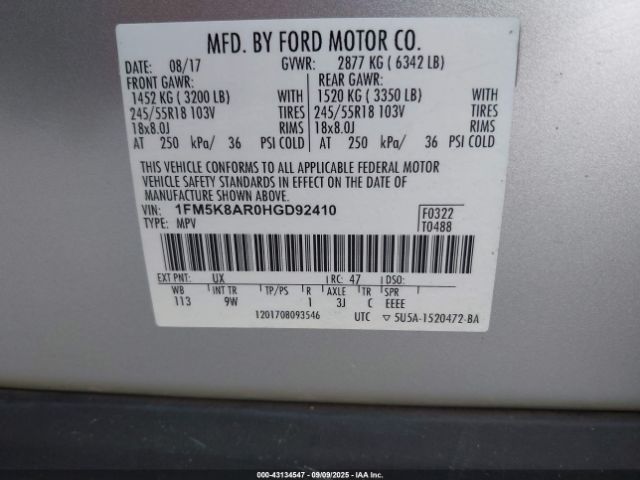 MFD. BY FORD MOTOR CO.
DATE: 08/17 GVWR: 2877 KG ( 6342 LB)
FRONT GAWR: REAR GAWR:
1452 KG ( 3200 LB) WITH 1520 KG ( 3350 LB) WITH
245/55R18 103V TIRES 245/55R18 103V TIRES
18x8.0J RIMS 18x8.0J RIMS
AT 250 kPa/ 36 PSI COLD AT 250 kPa/ 36 PSI COLD
THIS VEHICLE CONFORMS TO ALL APPLICABLE FEDERAL MOTOR
VEHICLE SAFETY STANDARDS IN EFFECT ON THE DATE OF
MANUFACTURE SHOWN ABOVE.
VIN: 1FM5K8AR0HGD92410 F0322
TYPE: MPV T0488
EXT PNT: UX RC: 47 DSO:
WB INT TR TP/PS R AXLE TR SPR
113 9W 1 3J C EEEE
1201708093546 UTC ▽ 5U5A-1520472-BA
000-43134547 - 09/09/2025 - IAA, Inc.